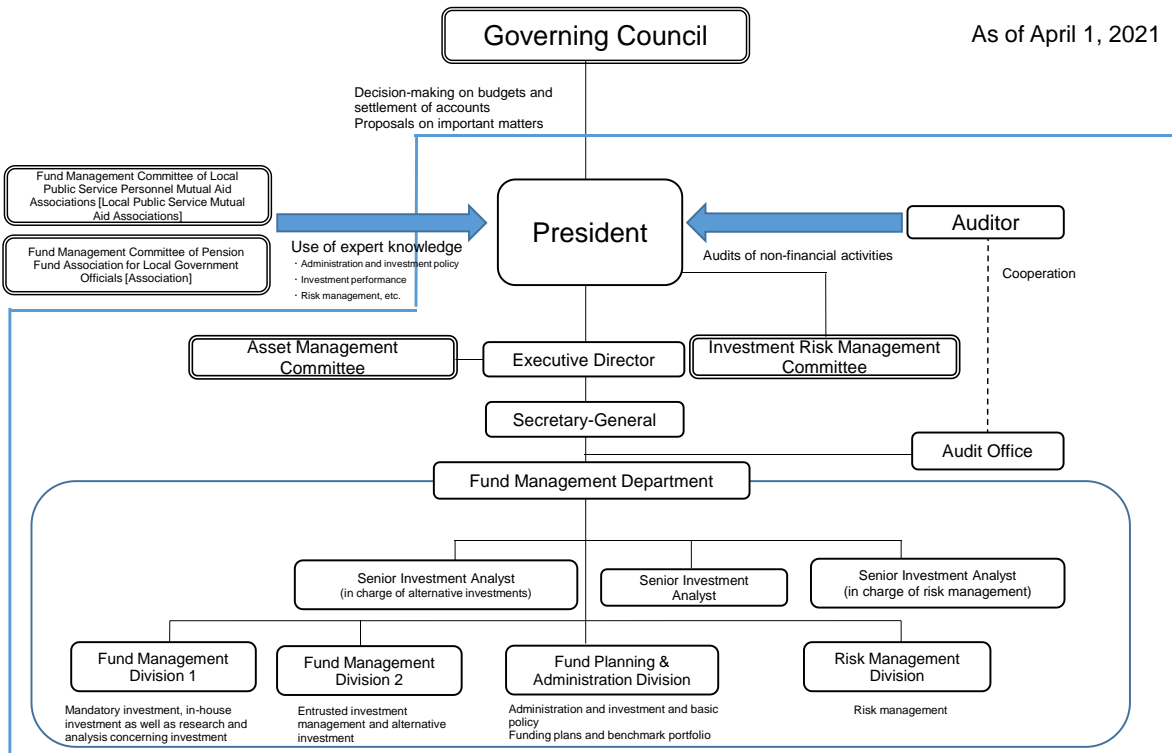 Governing Council
As of April 1, 2021
Decision-making on budgets and
settlement of accounts
Proposals on important matters
Fund Management Committee of Local
Public Service Personnel Mutual Aid
Associations [Local Public Service Mutual
Aid Associations]
Fund Management Committee of Pension
Fund Association for Local Government
Officials [Association]
Use of expert knowledge
・Administration and investment policy
・Investment performance
・Risk management, etc.
President
Auditor
Audits of non-financial activities
Cooperation
Asset Management
Committee
Executive Director
Investment Risk Management
Committee
Secretary-General
Audit Office
Fund Management Department
Senior Investment Analyst
(in charge of alternative investments)
Senior Investment
Analyst
Senior Investment Analyst
(in charge of risk management)
Fund Management
Division 1
Fund Management
Division 2
Fund Planning &
Administration Division
Risk Management
Division
Mandatory investment, in-house
investment as well as research and
analysis concerning investment
Entrusted investment
management and alternative
investment
Administration and investment and basic
policy
Funding plans and benchmark portfolio
Risk management